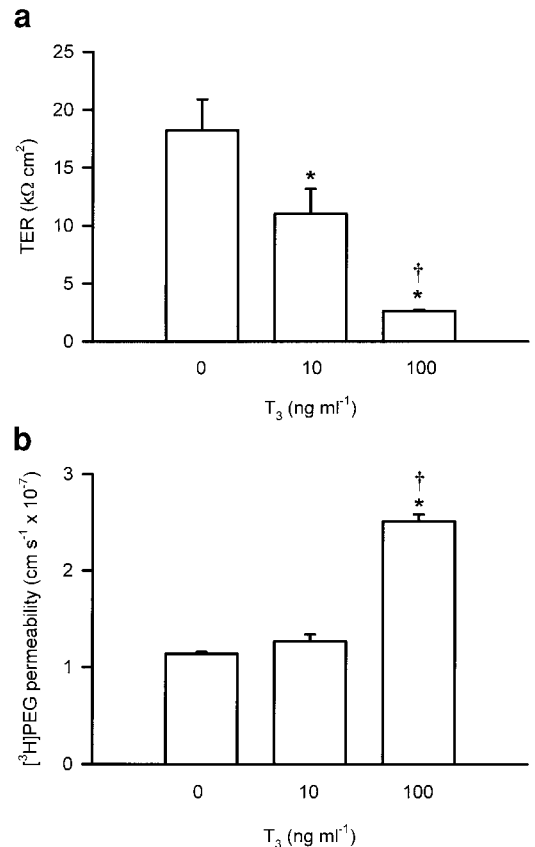 a
25
20
15
10
5
0
TER (kΩ cm²)
*
†
*
0 10 100
T₃ (ng ml⁻¹)
b
3
2
1
0
[³H]PEG permeability (cm s⁻¹ x 10⁻⁷)
†
*
0 10 100
T₃ (ng ml⁻¹)